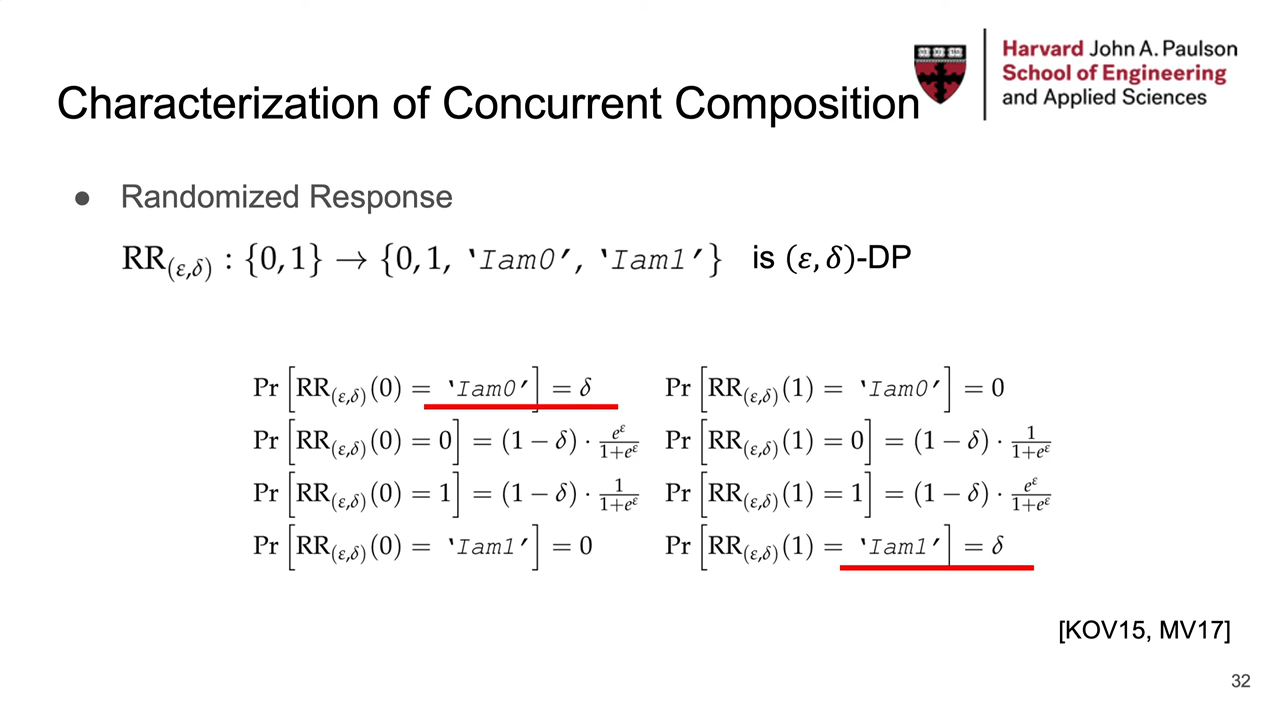 Harvard John A. Paulson
School of Engineering
and Applied Sciences
Characterization of Concurrent Composition
● Randomized Response
RR(ε,δ) : {0, 1} → {0, 1, ‘Iam0’, ‘Iam1’} is (ε, δ)-DP
Pr [RR(ε,δ)(0) = ‘Iam0’] = δ Pr [RR(ε,δ)(1) = ‘Iam0’] = 0
Pr [RR(ε,δ)(0) = 0] = (1 − δ) · e^ε/(1+e^ε) Pr [RR(ε,δ)(1) = 0] = (1 − δ) · 1/(1+e^ε)
Pr [RR(ε,δ)(0) = 1] = (1 − δ) · 1/(1+e^ε) Pr [RR(ε,δ)(1) = 1] = (1 − δ) · e^ε/(1+e^ε)
Pr [RR(ε,δ)(0) = ‘Iam1’] = 0 Pr [RR(ε,δ)(1) = ‘Iam1’] = δ
[KOV15, MV17]
32